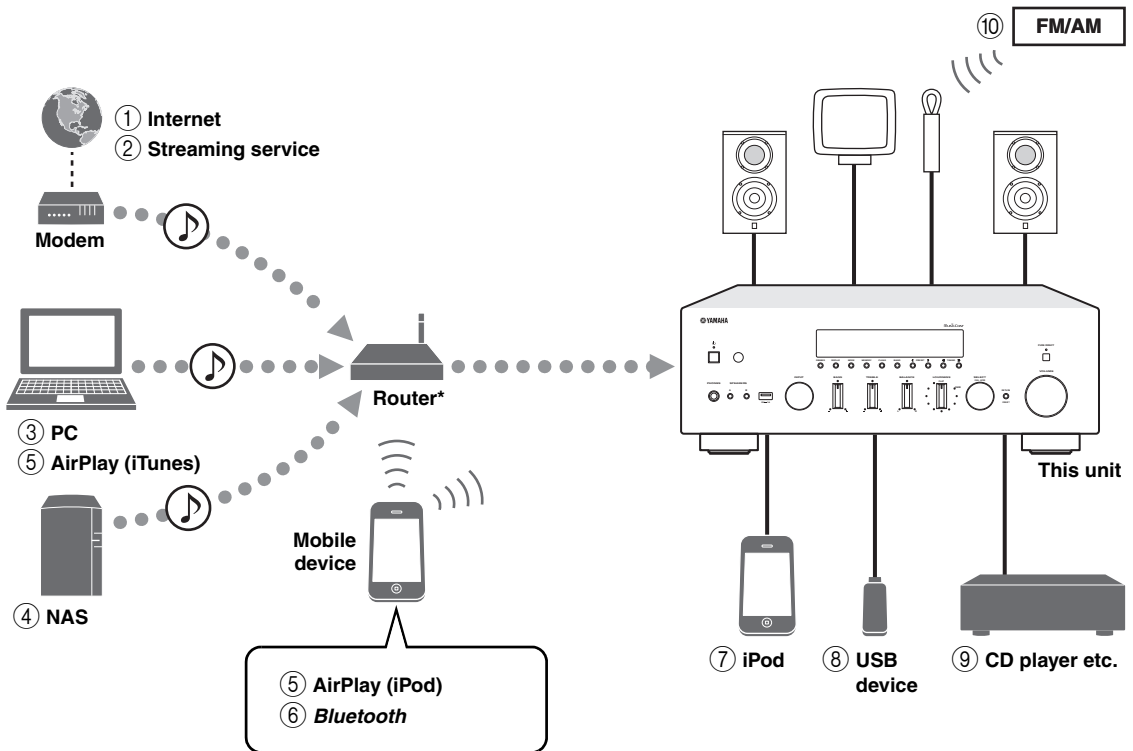 ⑩ FM/AM
① Internet
② Streaming service
Modem
YAMAHA
Router*
③ PC
⑤ AirPlay (iTunes)
This unit
Mobile
device
④ NAS
⑦ iPod
⑧ USB
device
⑨ CD player etc.
⑤ AirPlay (iPod)
⑥ Bluetooth